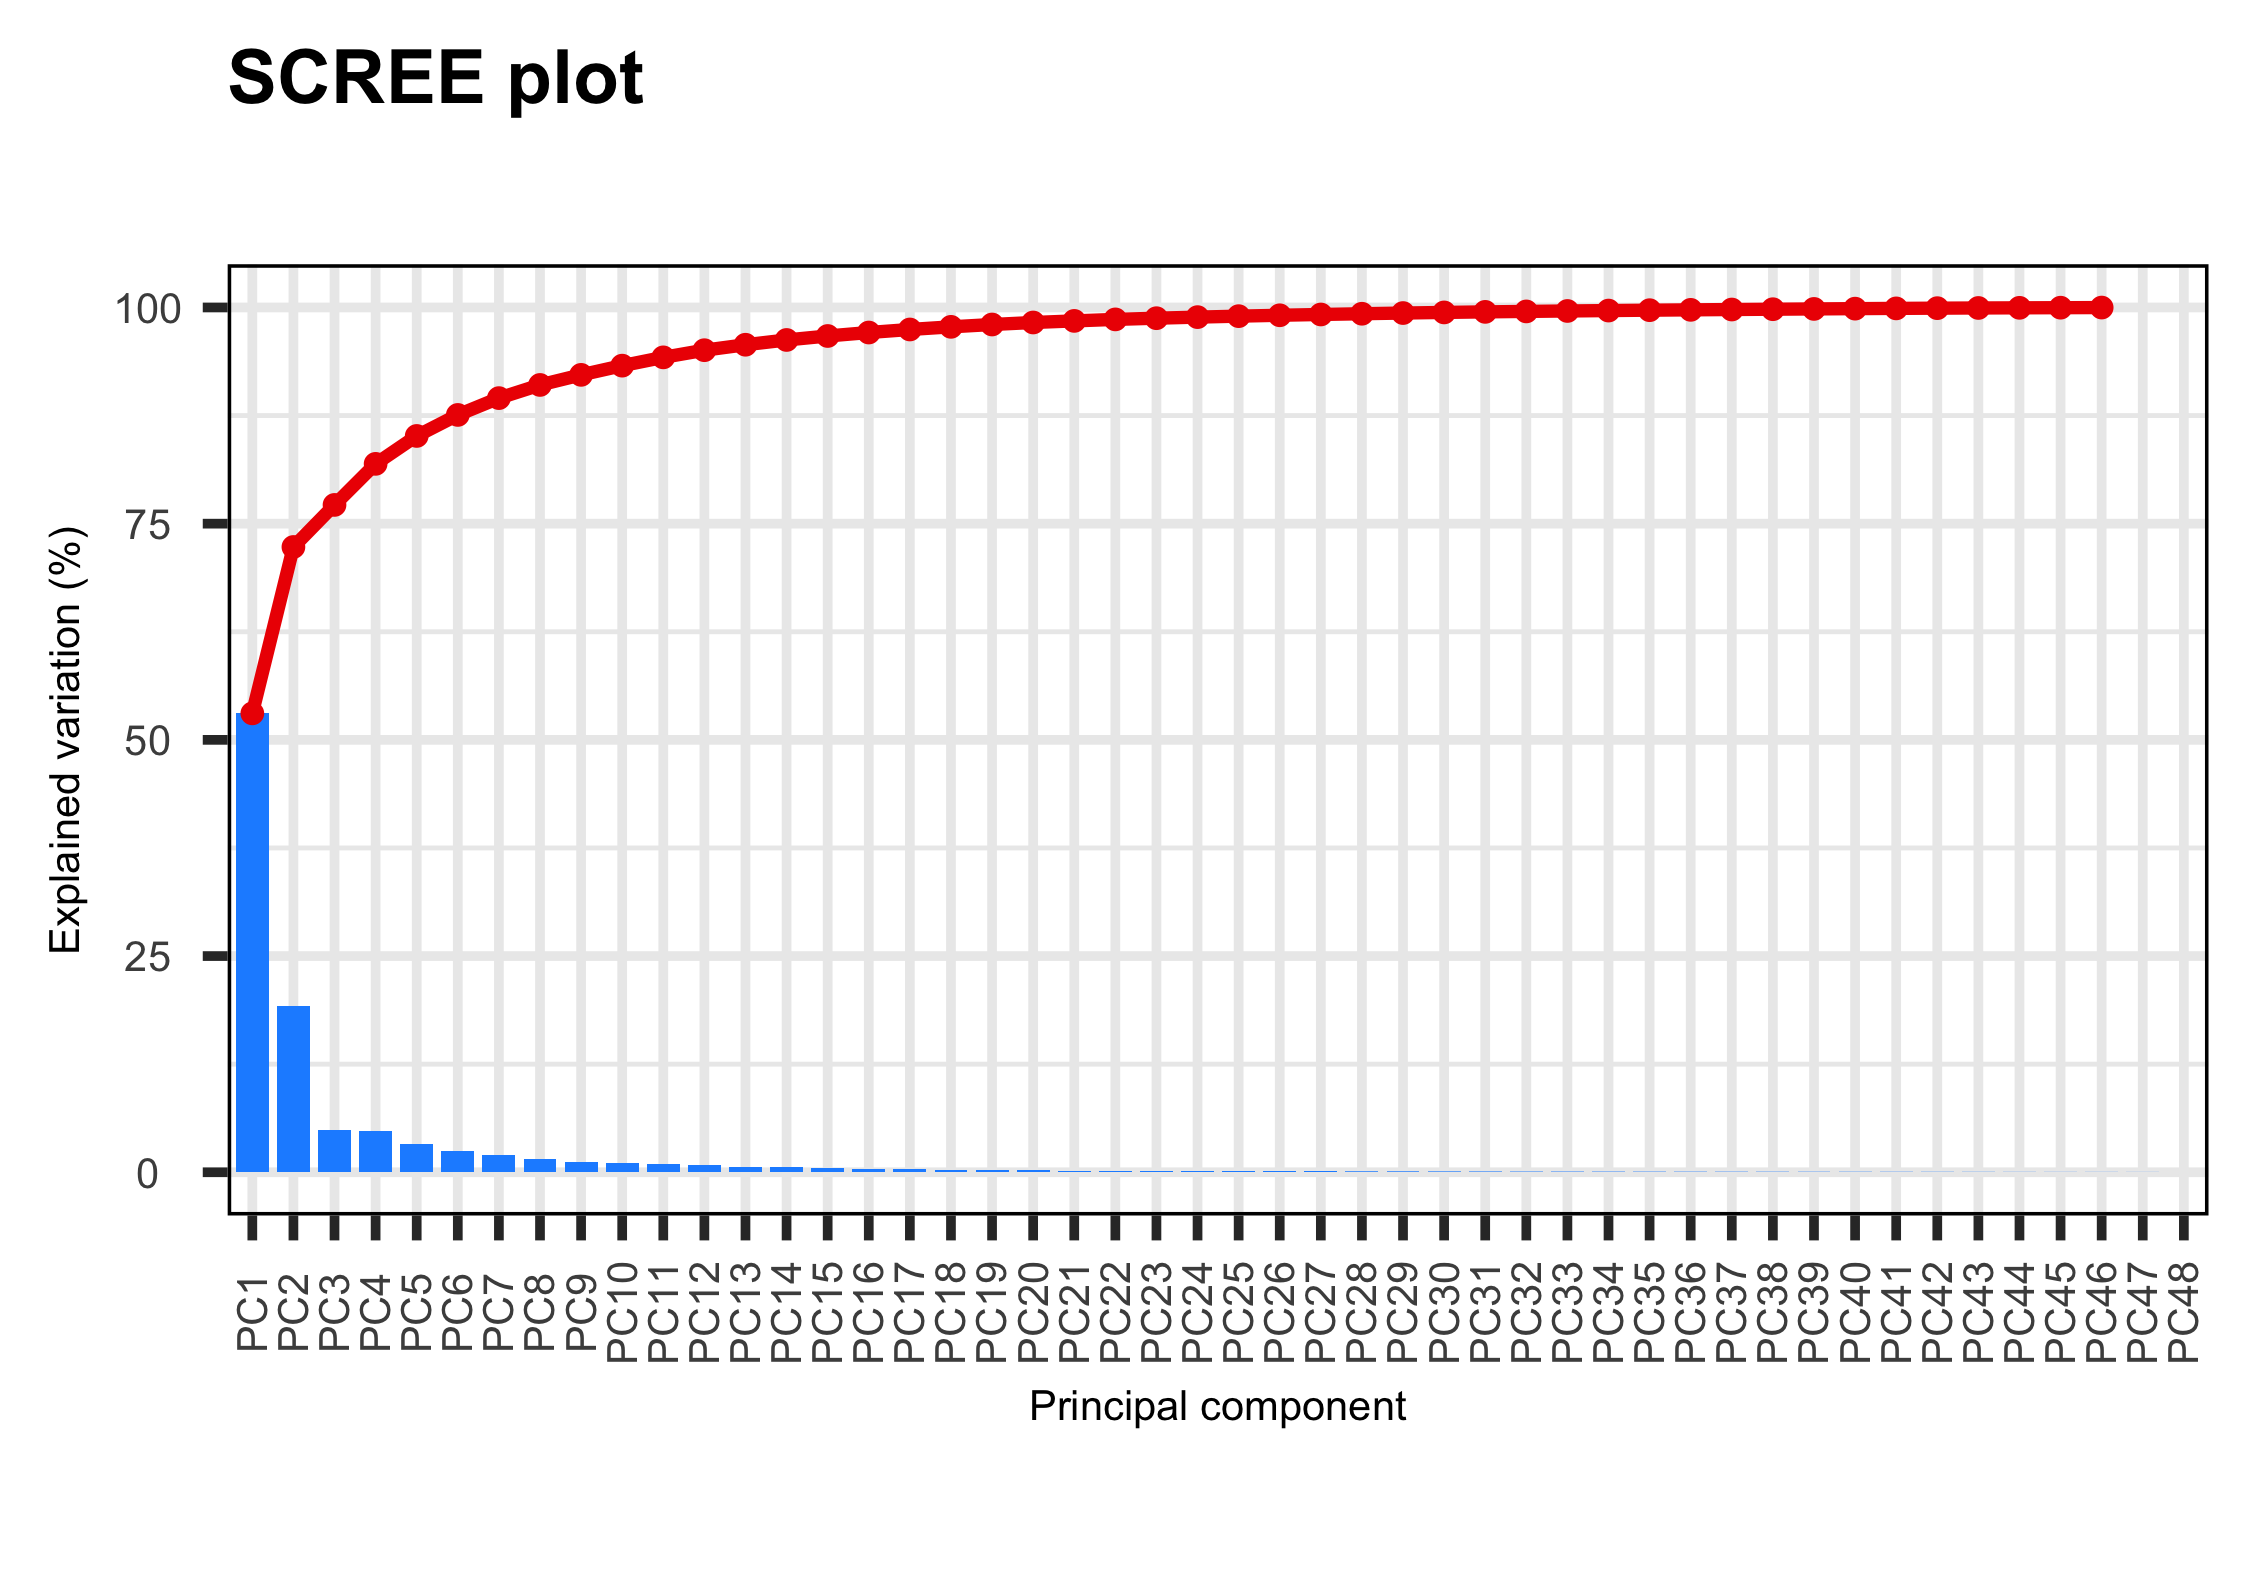 SCREE plot
Explained variation (%)
100
75
50
25
0
PC1
PC2
PC3
PC4
PC5
PC6
PC7
PC8
PC9
PC10
PC11
PC12
PC13
PC14
PC15
PC16
PC17
PC18
PC19
PC20
PC21
PC22
PC23
PC24
PC25
PC26
PC27
PC28
PC29
PC30
PC31
PC32
PC33
PC34
PC35
PC36
PC37
PC38
PC39
PC40
PC41
PC42
PC43
PC44
PC45
PC46
PC47
PC48
Principal component